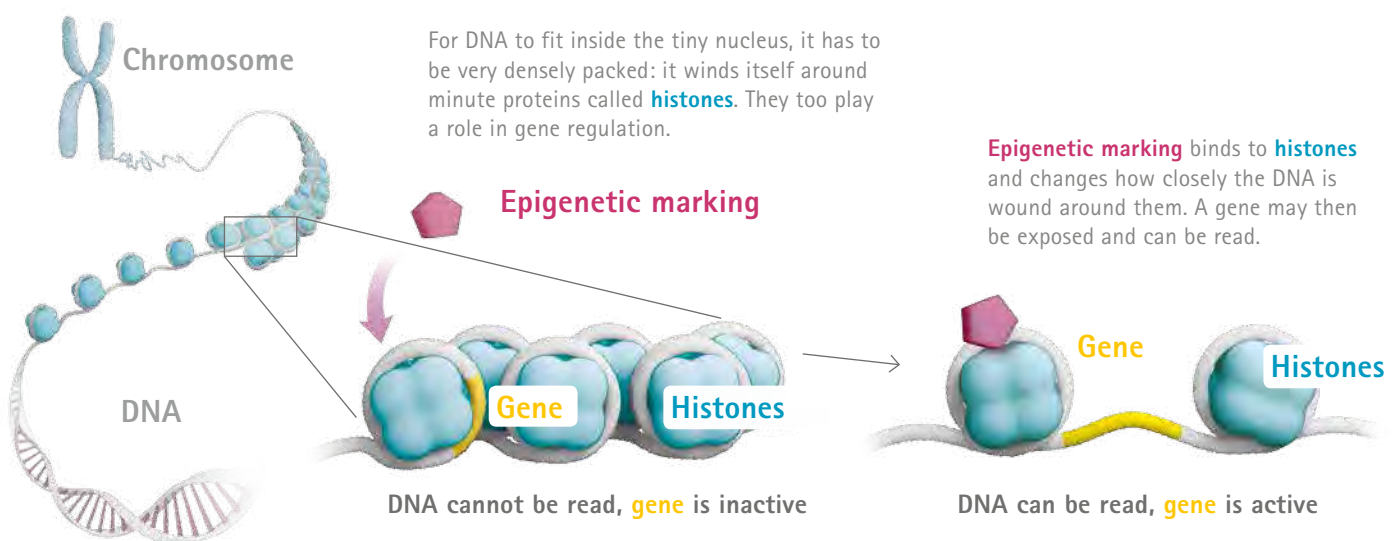 Chromosome
For DNA to fit inside the tiny nucleus, it has to
be very densely packed: it winds itself around
minute proteins called histones. They too play
a role in gene regulation.
Epigenetic marking binds to histones
and changes how closely the DNA is
wound around them. A gene may then
be exposed and can be read.
Epigenetic marking
DNA
Gene
Histones
Gene
Histones
DNA cannot be read, gene is inactive
DNA can be read, gene is active